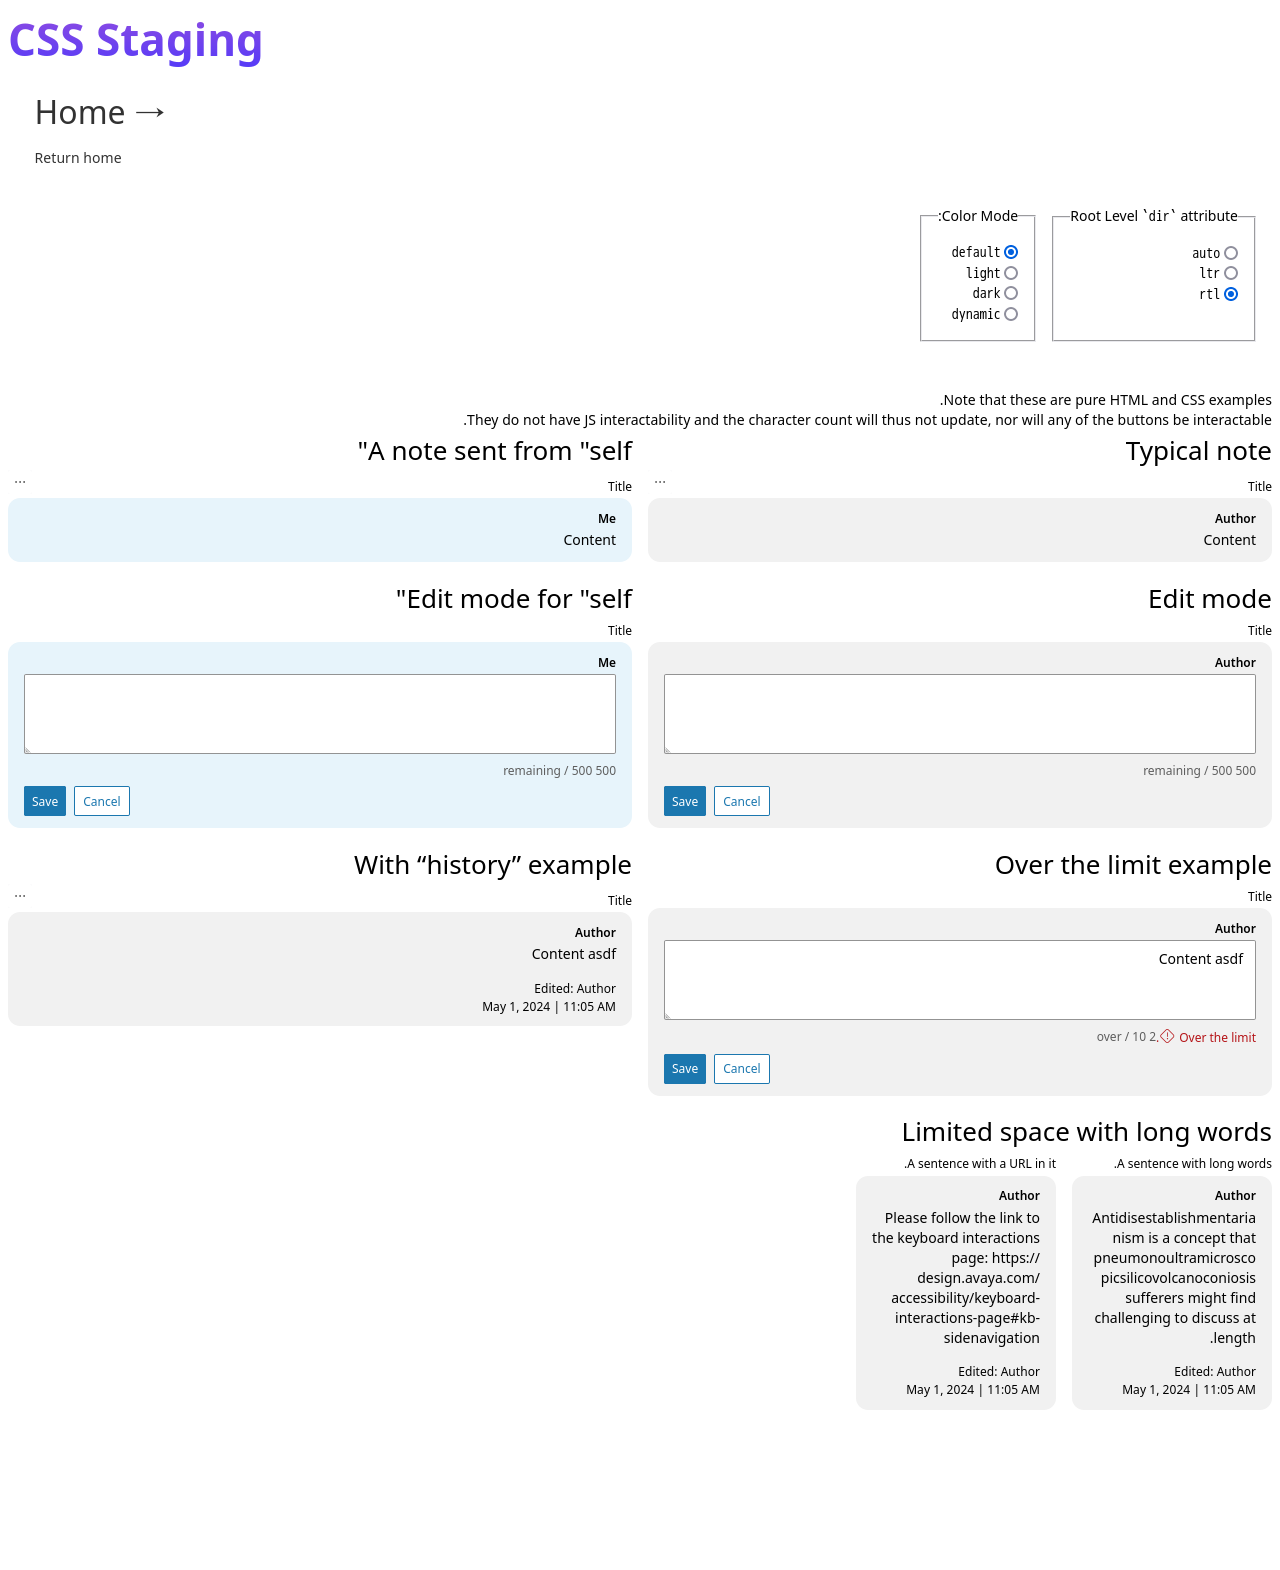 CSS Staging
Home →
Return home
Root Level `dir` attribute
auto
ltr
rtl
:Color Mode
default
light
dark
dynamic
.Note that these are pure HTML and CSS examples
.They do not have JS interactability and the character count will thus not update, nor will any of the buttons be interactable
Typical note
Title
...
Author
Content
"A note sent from "self
Title
...
Me
Content
Edit mode
Title
Author
remaining / 500 500
Save
Cancel
"Edit mode for "self
Title
Me
remaining / 500 500
Save
Cancel
Over the limit example
Title
Author
Content asdf
over / 10 2. Over the limit
Save
Cancel
With “history” example
Title
...
Author
Content asdf
Edited: Author
May 1, 2024 | 11:05 AM
Limited space with long words
.A sentence with long words
Author
Antidisestablishmentaria
nism is a concept that
pneumonoultramicrosco
picsilicovolcanoconiosis
sufferers might find
challenging to discuss at
.length
Edited: Author
May 1, 2024 | 11:05 AM
.A sentence with a URL in it
Author
Please follow the link to
the keyboard interactions
page: https://
design.avaya.com/
accessibility/keyboard-
interactions-page#kb-
sidenavigation
Edited: Author
May 1, 2024 | 11:05 AM